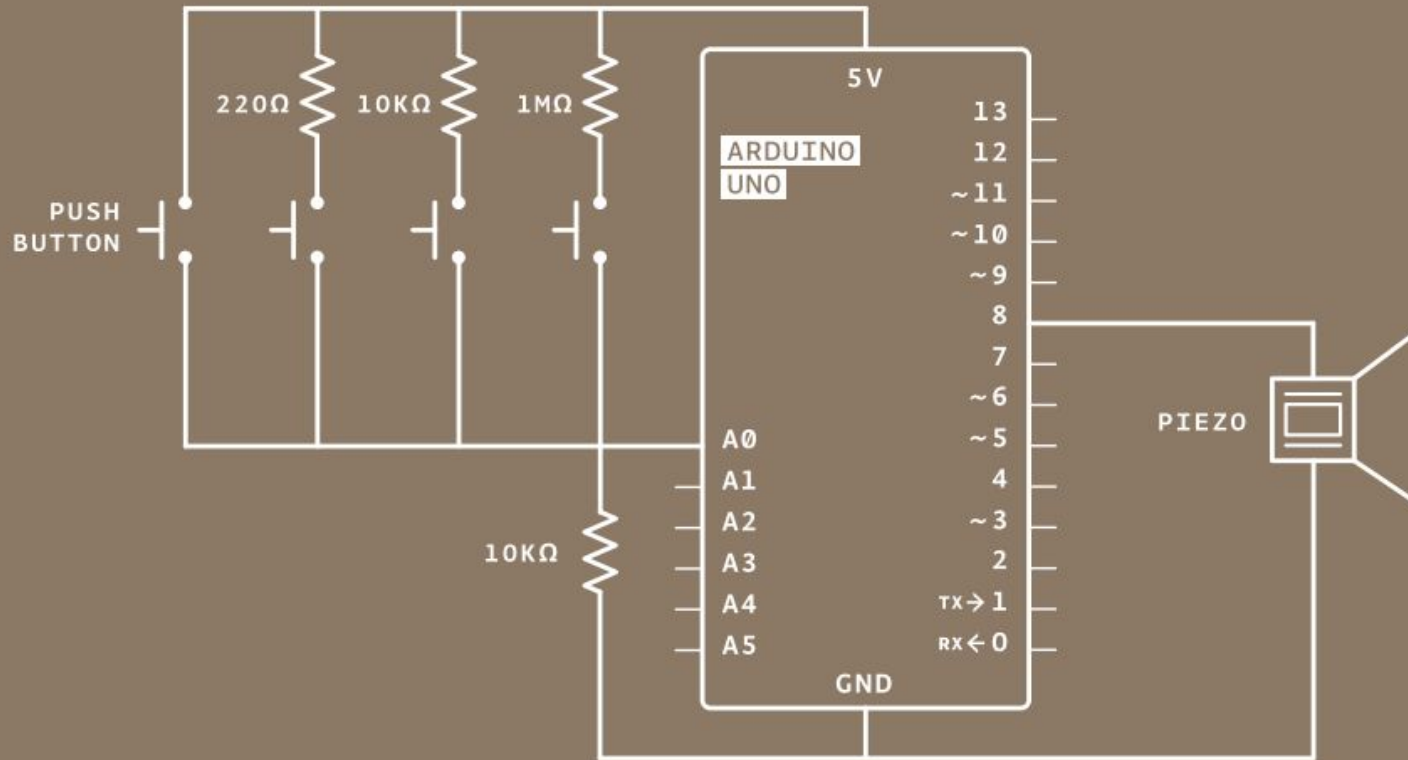 5V
220Ω
10KΩ
1MΩ
13
ARDUINO
UNO
12
~11
PUSH
BUTTON
~10
~9
8
7
~6
PIEZO
A0
~5
A1
4
A2
~3
10KΩ
A3
2
A4
TX→1
A5
RX←0
GND